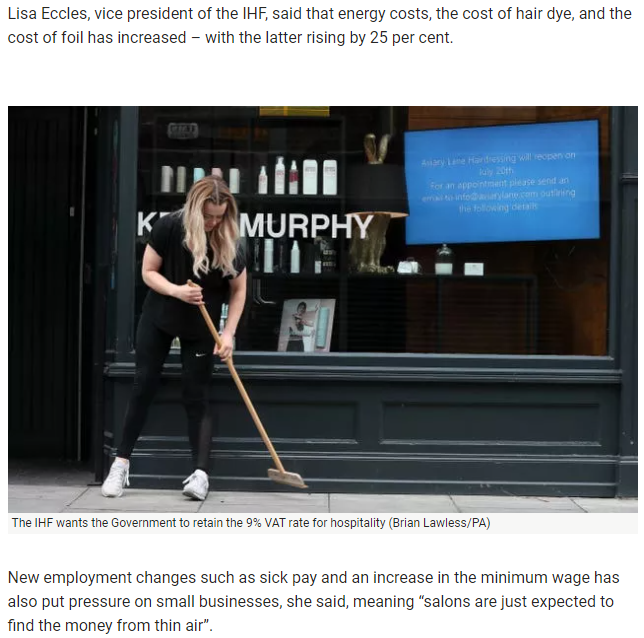 Lisa Eccles, vice president of the IHF, said that energy costs, the cost of hair dye, and the
cost of foil has increased – with the latter rising by 25 per cent.
Aviary Lane Hairdressing will reopen on
July 20th
For an appointment please send an
email to info@aviarylane.com outlining
the following details
MURPHY
The IHF wants the Government to retain the 9% VAT rate for hospitality (Brian Lawless/PA)
New employment changes such as sick pay and an increase in the minimum wage has
also put pressure on small businesses, she said, meaning “salons are just expected to
find the money from thin air”.